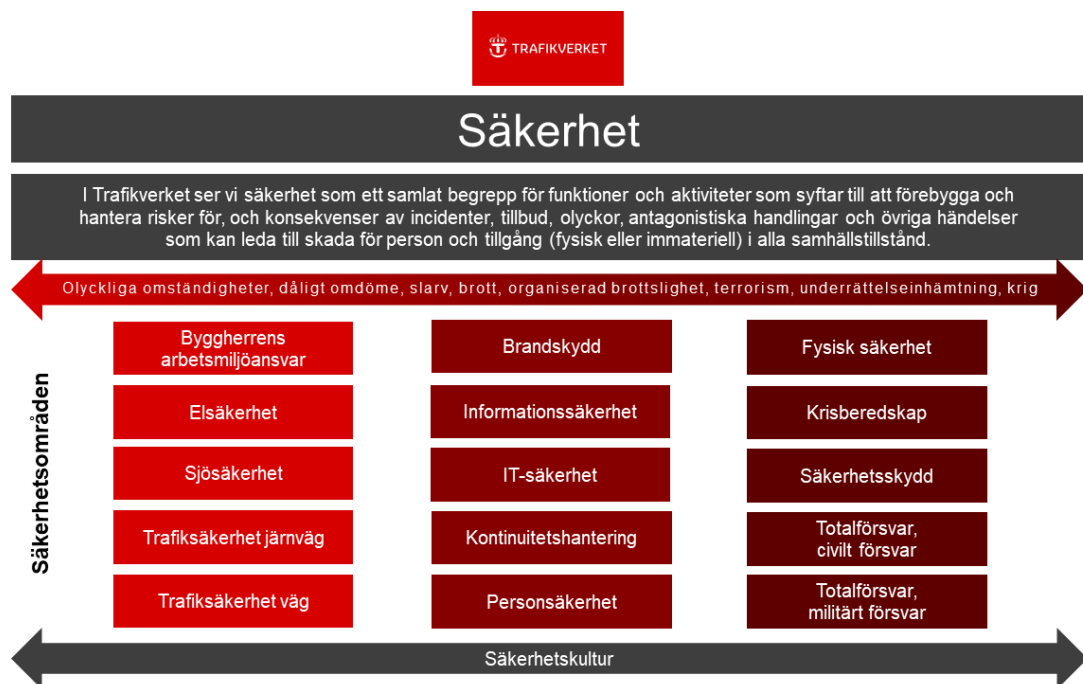 TRAFIKVERKET
Säkerhet
I Trafikverket ser vi säkerhet som ett samlat begrepp för funktioner och aktiviteter som syftar till att förebygga och
hantera risker för, och konsekvenser av incidenter, tillbud, olyckor, antagonistiska handlingar och övriga händelser
som kan leda till skada för person och tillgång (fysisk eller immateriell) i alla samhällstillstånd.
Olyckliga omständigheter, dåligt omdöme, slarv, brott, organiserad brottslighet, terrorism, underrättelseinhämtning, krig
Säkerhetsområden
Byggherrens
arbetsmiljöansvar
Elsäkerhet
Sjösäkerhet
Trafiksäkerhet järnväg
Trafiksäkerhet väg
Brandskydd
Informationssäkerhet
IT-säkerhet
Kontinuitetshantering
Personsäkerhet
Fysisk säkerhet
Krisberedskap
Säkerhetsskydd
Totalförsvar,
civilt försvar
Totalförsvar,
militärt försvar
Säkerhetskultur